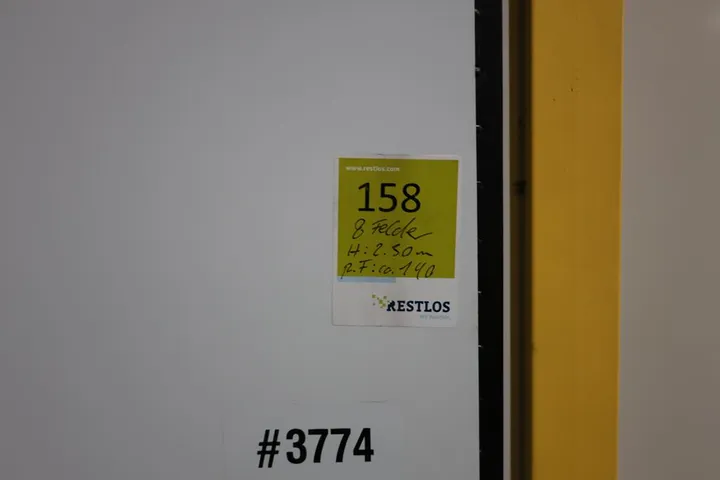 www.restlos.com
158
8 Felder
H: 2.50m
p.F: ca. 140
RESTLOS
#3774